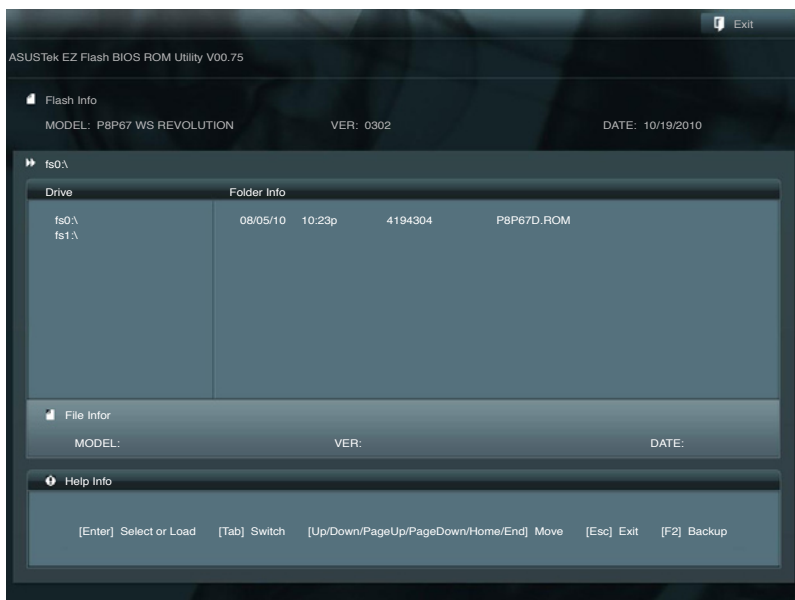 Exit
ASUSTek EZ Flash BIOS ROM Utility V00.75
Flash Info
MODEL: P8P67 WS REVOLUTION VER: 0302 DATE: 10/19/2010
fs0:\
Drive Folder Info
fs0:\ 08/05/10 10:23p 4194304 P8P67D.ROM
fs1:\
File Infor
MODEL: VER: DATE:
Help Info
[Enter] Select or Load [Tab] Switch [Up/Down/PageUp/PageDown/Home/End] Move [Esc] Exit [F2] Backup